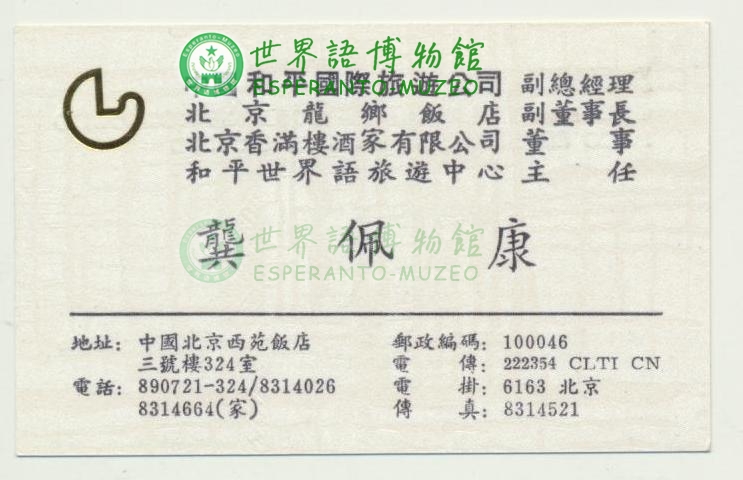 世界語博物館
ESPERANTO-MUZEO
和平國際旅遊公司 副總經理
北京龍鄉飯店 副董事長
北京香滿樓酒家有限公司 董事
和平世界語旅遊中心 主任
龔佩康
世界語博物館
ESPERANTO-MUZEO
地址: 中國北京西苑飯店 郵政編碼: 100046
三號樓324室 電傳: 222354 CLTI CN
電話: 890721-324/8314026 電掛: 6163 北京
8314664(家) 傳真: 8314521